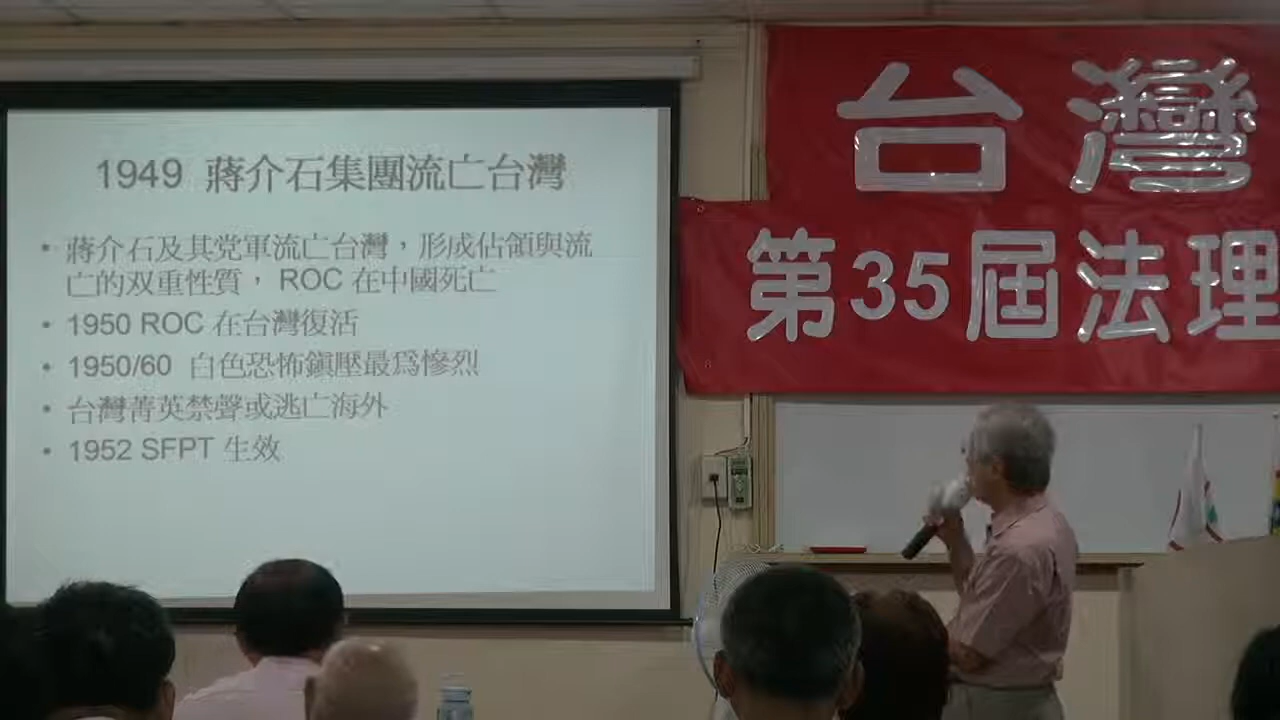 1949 蔣介石集團流亡台灣
• 蔣介石及其党軍流亡台灣，形成佔領與流
亡的双重性質， ROC 在中國死亡
• 1950 ROC 在台灣復活
• 1950/60 白色恐怖鎮壓最爲慘烈
• 台灣菁英禁聲或逃亡海外
• 1952 SFPT 生效
台灣
第35屆法理